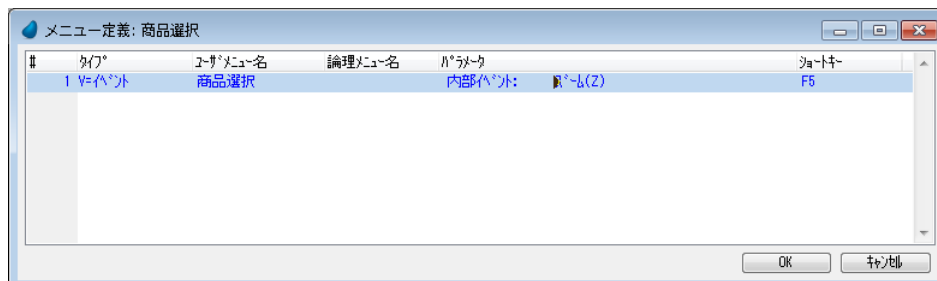 メニュー定義: 商品選択
# ﾀｲﾌﾟ ﾕｰｻﾞﾒﾆｭｰ名 論理ﾒﾆｭｰ名 ﾊﾟﾗﾒｰﾀ ｼｮｰﾄｷｰ
1 V=ｲﾍﾞﾝﾄ 商品選択 内部ｲﾍﾞﾝﾄ: ｽﾞｰﾑ(Z) F5
OK ｷｬﾝｾﾙ